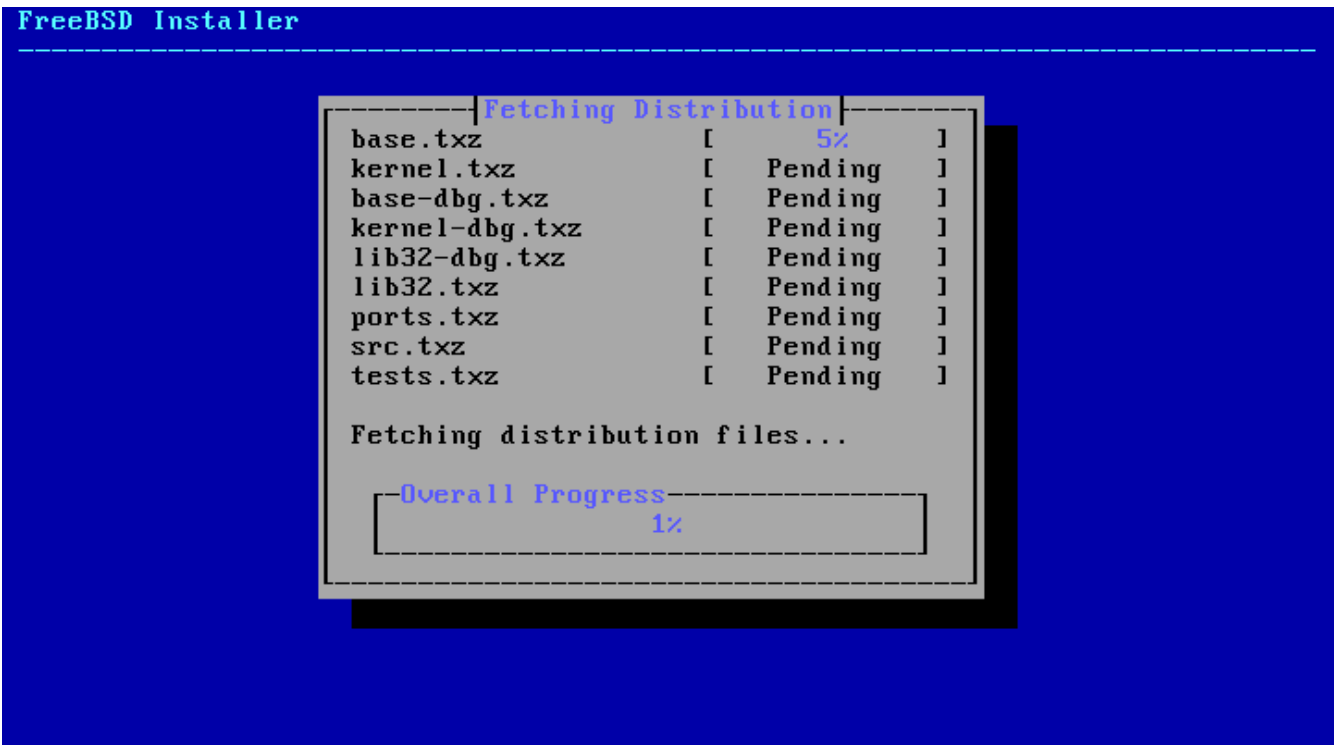 FreeBSD Installer
Fetching Distribution
base.txz [ 5% ]
kernel.txz [ Pending ]
base-dbg.txz [ Pending ]
kernel-dbg.txz [ Pending ]
lib32-dbg.txz [ Pending ]
lib32.txz [ Pending ]
ports.txz [ Pending ]
src.txz [ Pending ]
tests.txz [ Pending ]
Fetching distribution files...
Overall Progress
1%